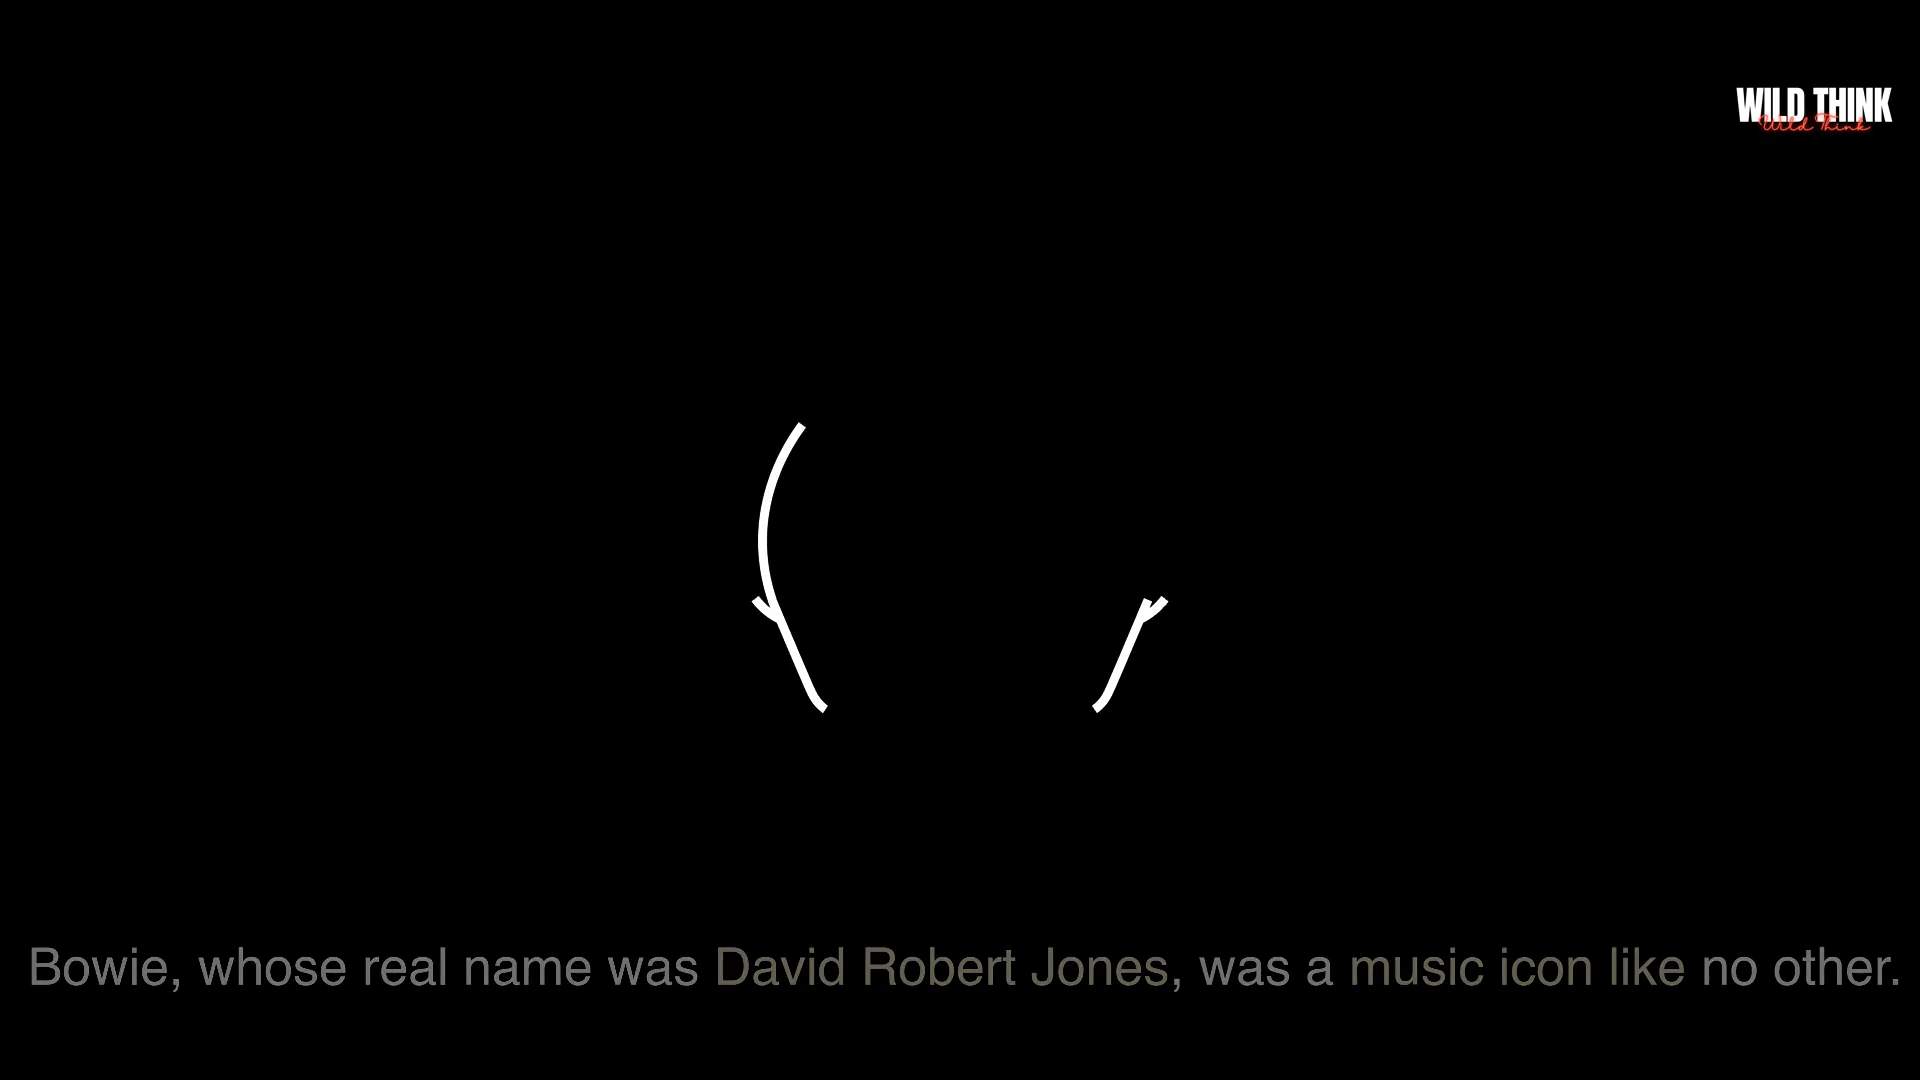 WILD THINK
Wild Think
Bowie, whose real name was David Robert Jones, was a music icon like no other.